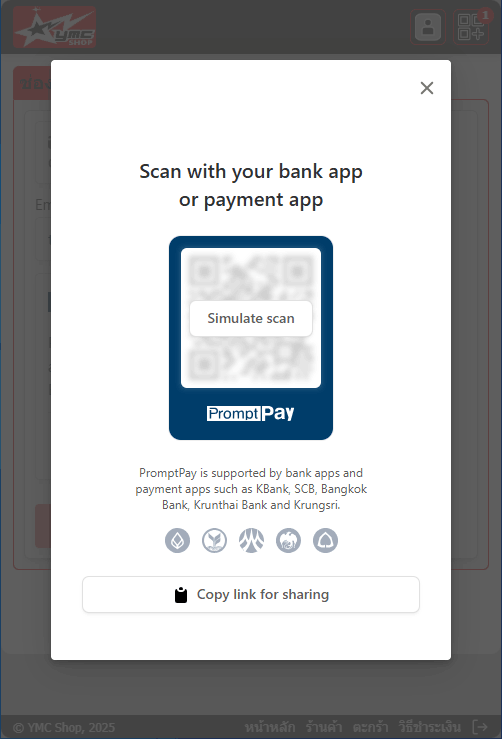 YMC
SHOP
1
ช่อง
Scan with your bank app
or payment app
Simulate scan
PromptPay
PromptPay is supported by bank apps and
payment apps such as KBank, SCB, Bangkok
Bank, Krunthai Bank and Krungsri.
Copy link for sharing
© YMC Shop, 2025 หน้าหลัก ร้านค้า ตะกร้า วิธีชำระเงิน